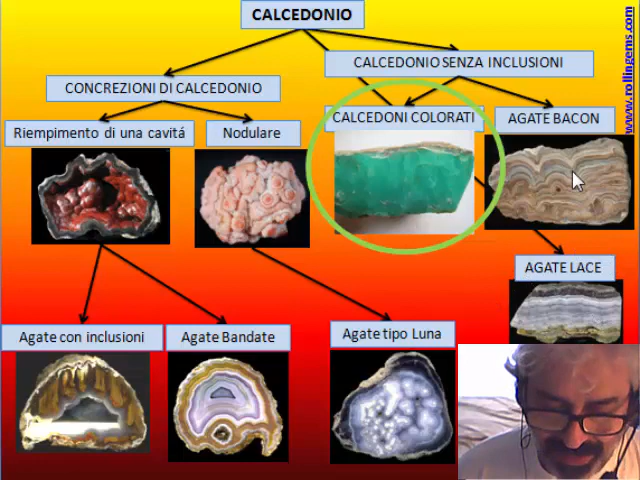 CALCEDONIO
CALCEDONIO SENZA INCLUSIONI
CONCREZIONI DI CALCEDONIO
CALCEDONI COLORATI
AGATE BACON
Riempimento di una cavitá
Nodulare
AGATE LACE
Agate con inclusioni
Agate Bandate
Agate tipo Luna
www.rollingems.com